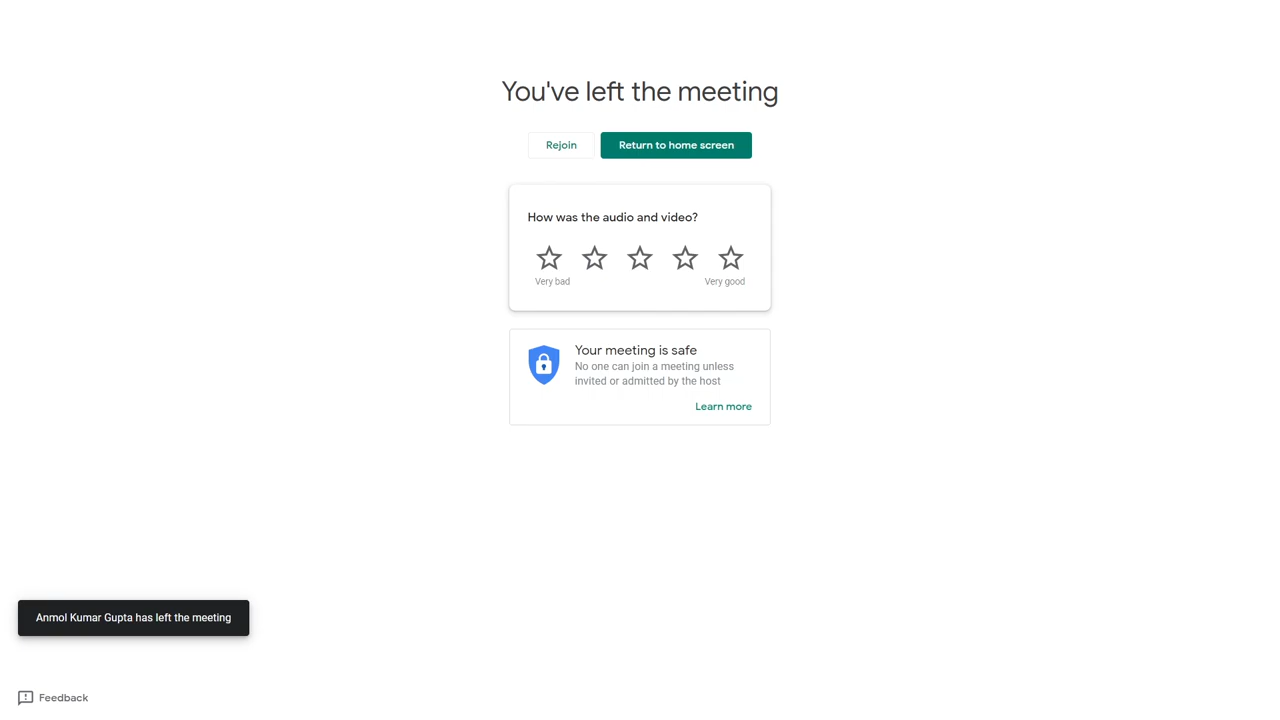 You've left the meeting
Rejoin
Return to home screen
How was the audio and video?
Very bad
Very good
Your meeting is safe
No one can join a meeting unless
invited or admitted by the host
Learn more
Anmol Kumar Gupta has left the meeting
Feedback